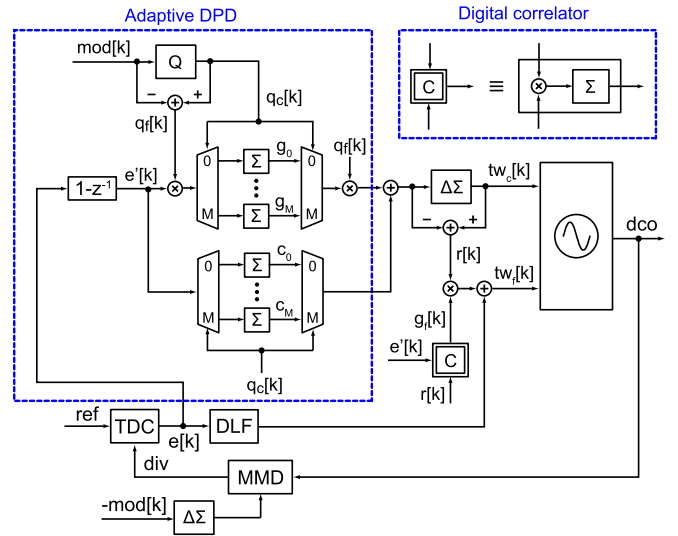 Adaptive DPD
Digital correlator
mod[k]
Q
C
≡
Σ
− + +
q_c[k]
q_f[k]
0 Σ g_0 0
q_f[k]
1-z^-1
e'[k]
M Σ g_M M
ΔΣ
tw_c[k]
− + +
r[k]
dco
0 Σ c_0 0
M Σ c_M M
tw_f[k]
g_f[k]
e'[k]
C
q_c[k]
r[k]
ref
TDC
e[k]
DLF
div
MMD
-mod[k]
ΔΣ